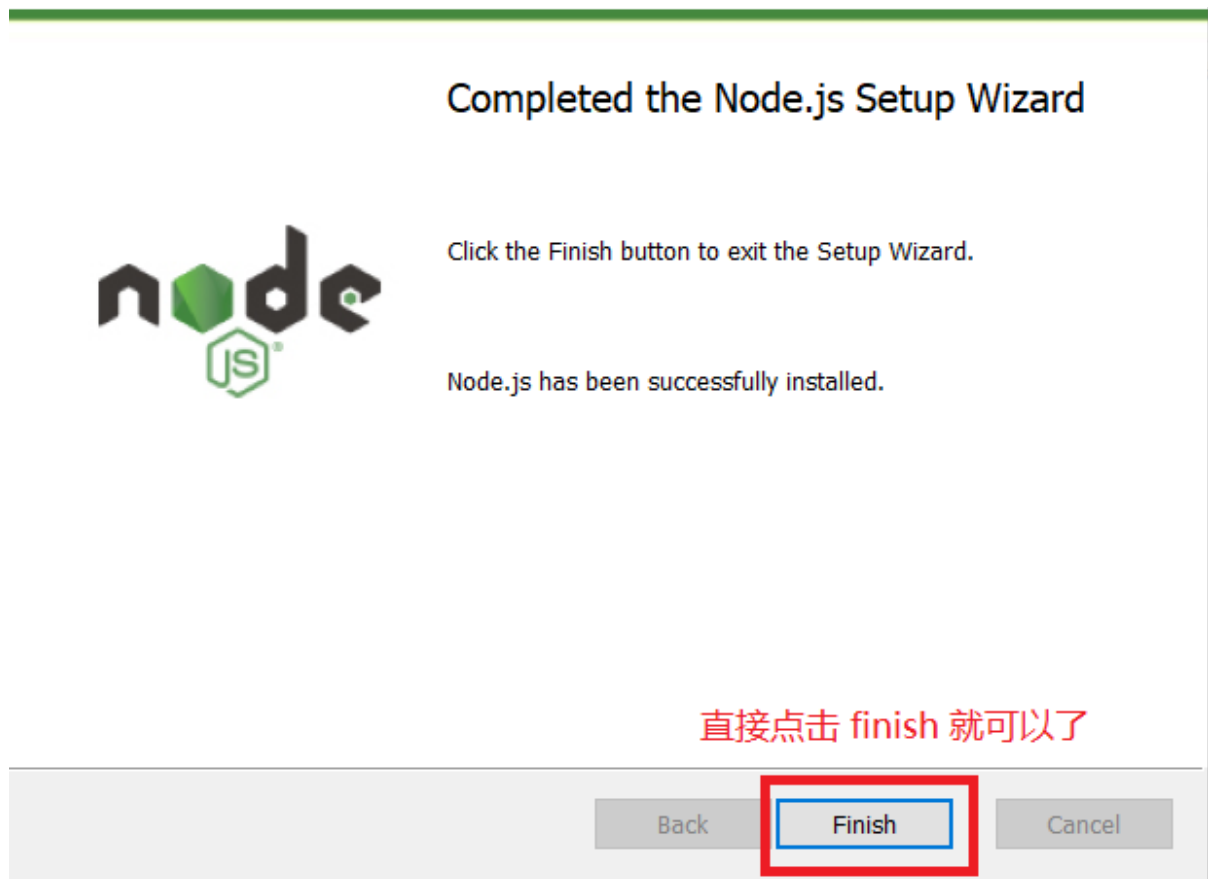 Completed the Node.js Setup Wizard
Click the Finish button to exit the Setup Wizard.
node
JS®
Node.js has been successfully installed.
直接点击 finish 就可以了
Back
Finish
Cancel